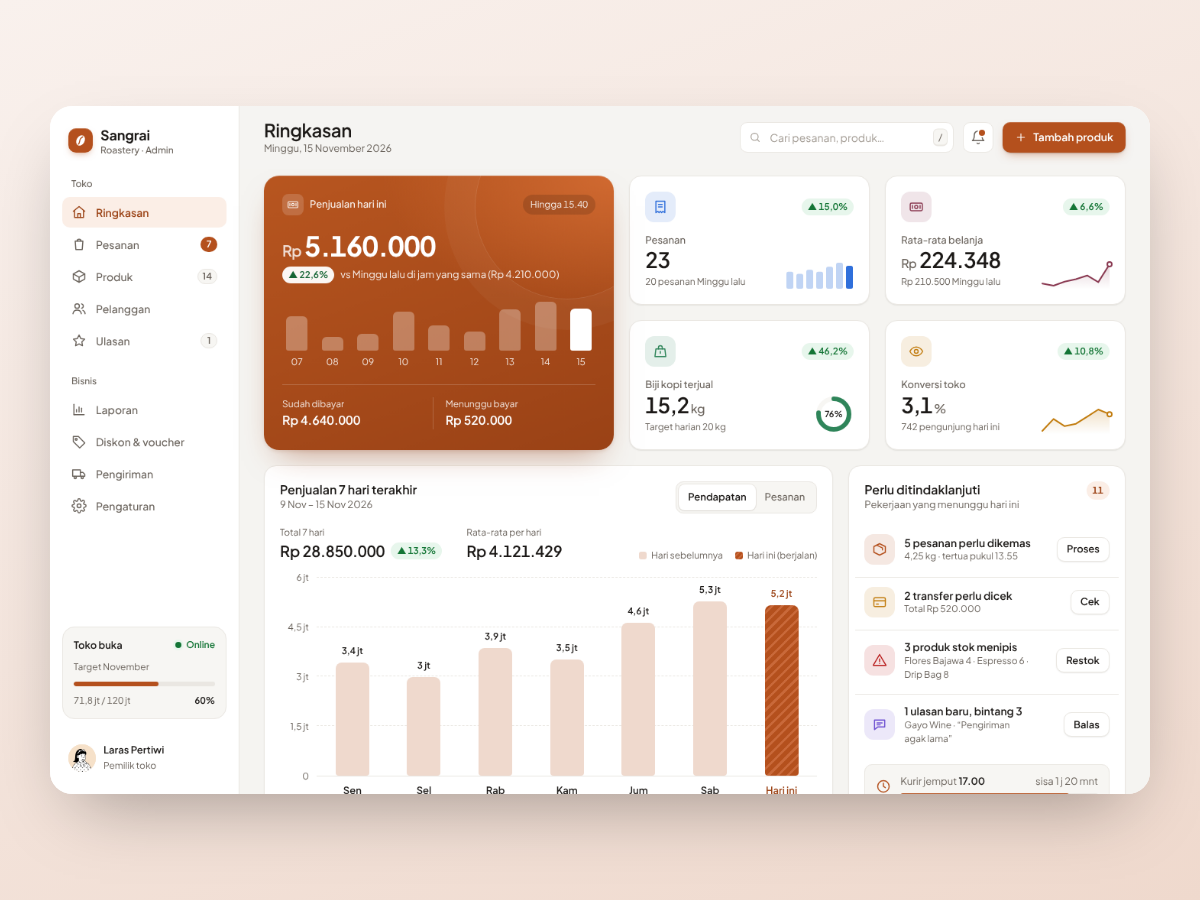 Sangrai
Roastery · Admin
Toko
Ringkasan
Pesanan
7
Produk
14
Pelanggan
Ulasan
1
Bisnis
Laporan
Diskon & voucher
Pengiriman
Pengaturan
Toko buka
Online
Target November
71,8 jt / 120 jt
60%
Laras Pertiwi
Pemilik toko
Ringkasan
Minggu, 15 November 2026
Cari pesanan, produk...
/
Tambah produk
Penjualan hari ini
Hingga 15.40
Rp 5.160.000
▲ 22,6% vs Minggu lalu di jam yang sama (Rp 4.210.000)
07 08 09 10 11 12 13 14 15
Sudah dibayar
Rp 4.640.000
Menunggu bayar
Rp 520.000
▲ 15,0%
Pesanan
23
20 pesanan Minggu lalu
▲ 6,6%
Rata-rata belanja
Rp 224.348
Rp 210.500 Minggu lalu
▲ 46,2%
Biji kopi terjual
15,2 kg
Target harian 20 kg
76%
▲ 10,8%
Konversi toko
3,1 %
742 pengunjung hari ini
Penjualan 7 hari terakhir
9 Nov – 15 Nov 2026
Pendapatan
Pesanan
Total 7 hari
Rp 28.850.000 ▲ 13,3%
Rata-rata per hari
Rp 4.121.429
Hari sebelumnya
Hari ini (berjalan)
6 jt
4,5 jt
3 jt
1,5 jt
0
3,4 jt
3 jt
3,9 jt
3,5 jt
4,6 jt
5,3 jt
5,2 jt
Sen Sel Rab Kam Jum Sab Hari ini
Perlu ditindaklanjuti
11
Pekerjaan yang menunggu hari ini
5 pesanan perlu dikemas
4,25 kg · tertua pukul 13.55
Proses
2 transfer perlu dicek
Total Rp 520.000
Cek
3 produk stok menipis
Flores Bajawa 4 · Espresso 6 ·
Drip Bag 8
Restok
1 ulasan baru, bintang 3
Gayo Wine · “Pengiriman
agak lama”
Balas
Kurir jemput 17.00
sisa 1 j 20 mnt